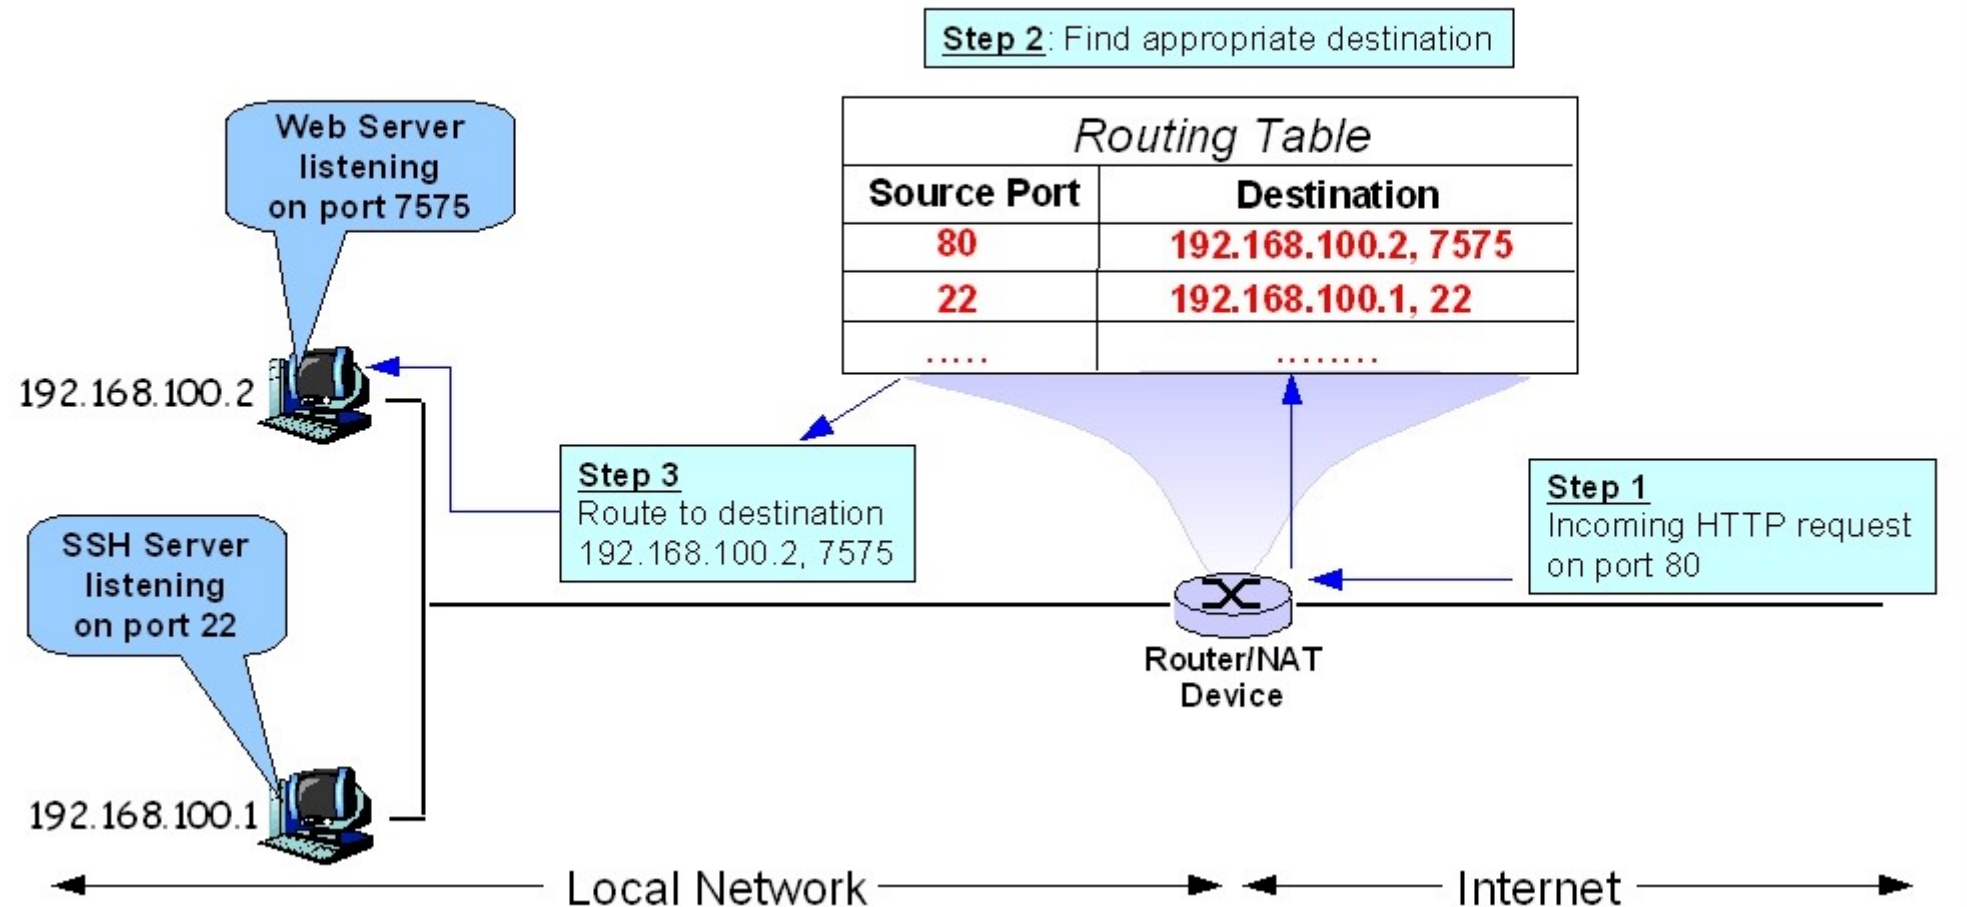 Step 2: Find appropriate destination
Routing Table
Source Port Destination
80 192.168.100.2, 7575
22 192.168.100.1, 22
..... ........
Web Server
listening
on port 7575
192.168.100.2
Step 3
Route to destination
192.168.100.2, 7575
Step 1
Incoming HTTP request
on port 80
SSH Server
listening
on port 22
Router/NAT
Device
192.168.100.1
Local Network
Internet